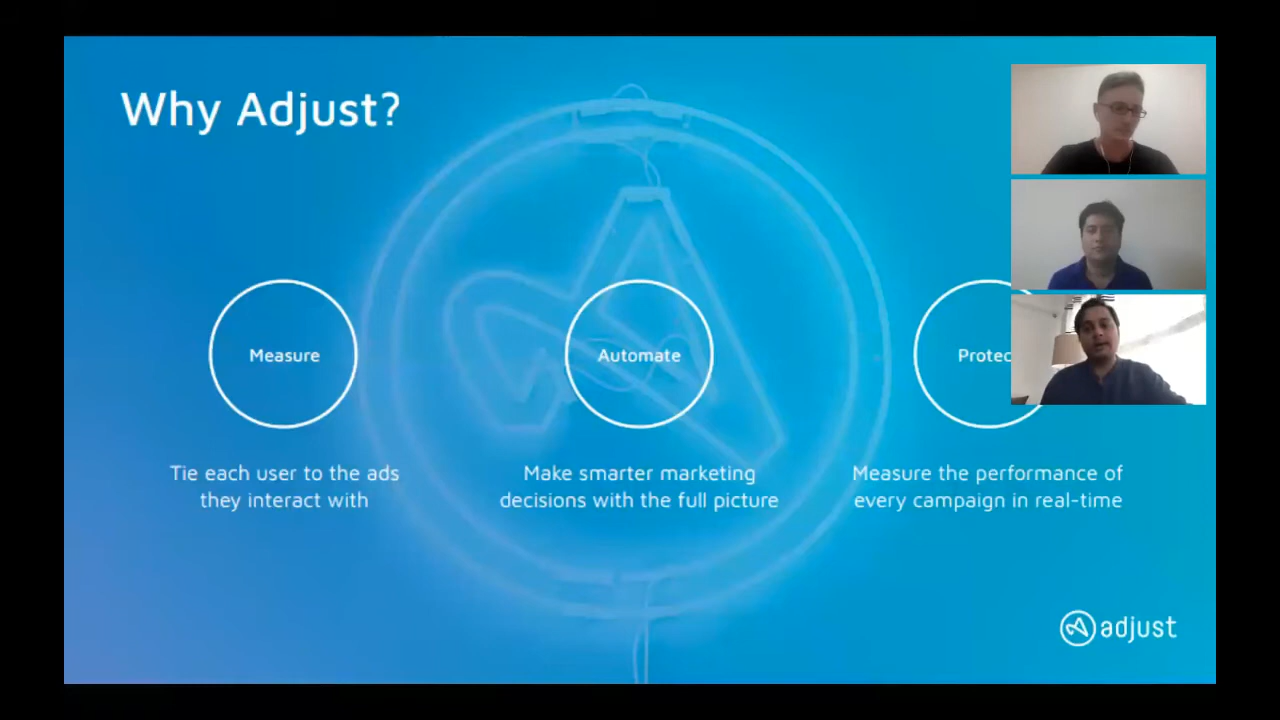 Why Adjust?
Measure
Automate
Protec
Tie each user to the ads
they interact with
Make smarter marketing
decisions with the full picture
Measure the performance of
every campaign in real-time
adjust